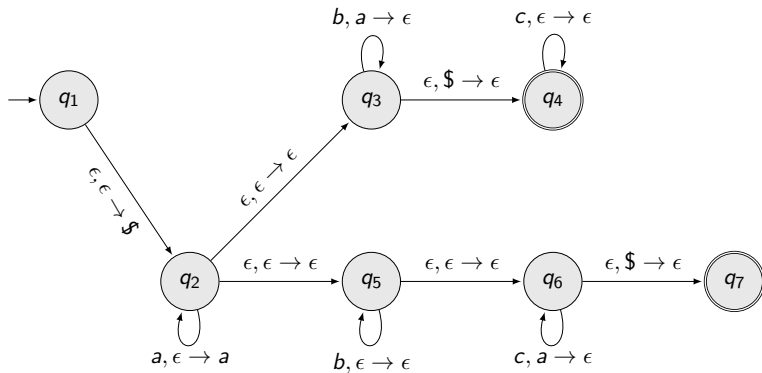 b, a → ϵ
c, ϵ → ϵ
q1
q3
ϵ, $ → ϵ
q4
ϵ, ϵ → $
ϵ, ϵ → ϵ
q2
ϵ, ϵ → ϵ
q5
ϵ, ϵ → ϵ
q6
ϵ, $ → ϵ
q7
a, ϵ → a
b, ϵ → ϵ
c, a → ϵ